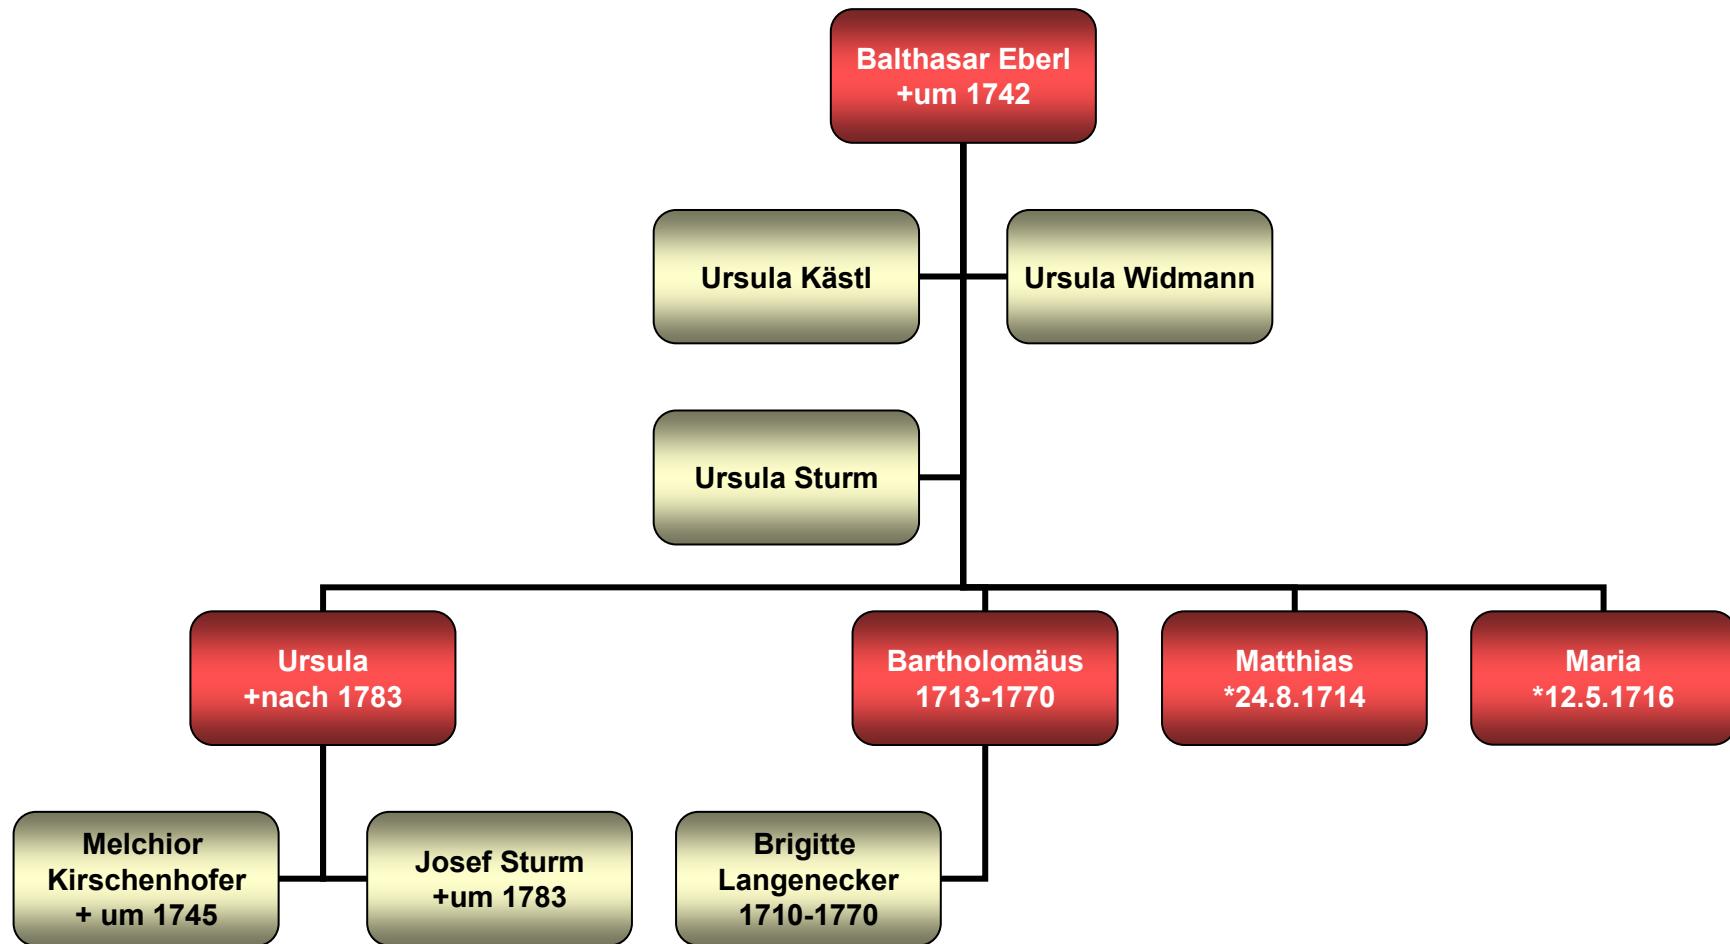 Balthasar Eberl
+um 1742
Ursula Kästl
Ursula Widmann
Ursula Sturm
Ursula
+nach 1783
Bartholomäus
1713-1770
Matthias
*24.8.1714
Maria
*12.5.1716
Melchior
Kirschenhofer
+ um 1745
Josef Sturm
+um 1783
Brigitte
Langenecker
1710-1770